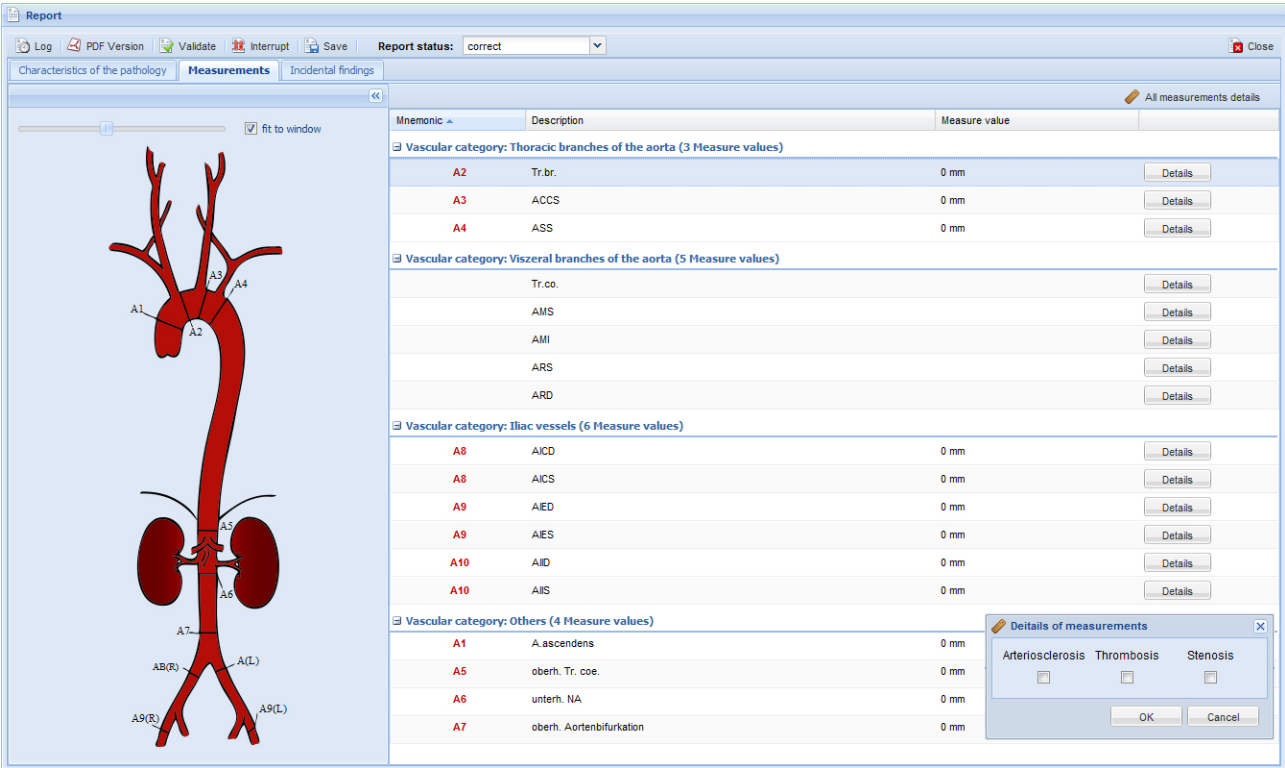 Report
Log PDF Version Validate Interrupt Save Report status: correct Close
Characteristics of the pathology Measurements Incidental findings
All measurements details
fit to window
Mnemonic Description Measure value
Vascular category: Thoracic branches of the aorta (3 Measure values)
A2 Tr.br. 0 mm Details
A3 ACCS 0 mm Details
A4 ASS 0 mm Details
Vascular category: Viszeral branches of the aorta (5 Measure values)
Tr.co. Details
AMS Details
AMI Details
ARS Details
ARD Details
Vascular category: Iliac vessels (6 Measure values)
A8 AICD 0 mm Details
A8 AICS 0 mm Details
A9 AIED 0 mm Details
A9 AIES 0 mm Details
A10 AIID 0 mm Details
A10 AIIS 0 mm Details
Vascular category: Others (4 Measure values)
A1 A.ascendens 0 mm
A5 oberh. Tr. coe. 0 mm
A6 unterh. NA 0 mm
A7 oberh. Aortenbifurkation 0 mm
A3
A4
A1
A2
A5
A6
A7
A(L)
AB(R)
A9(L)
A9(R)
Deitails of measurements
Arteriosclerosis Thrombosis Stenosis
OK Cancel